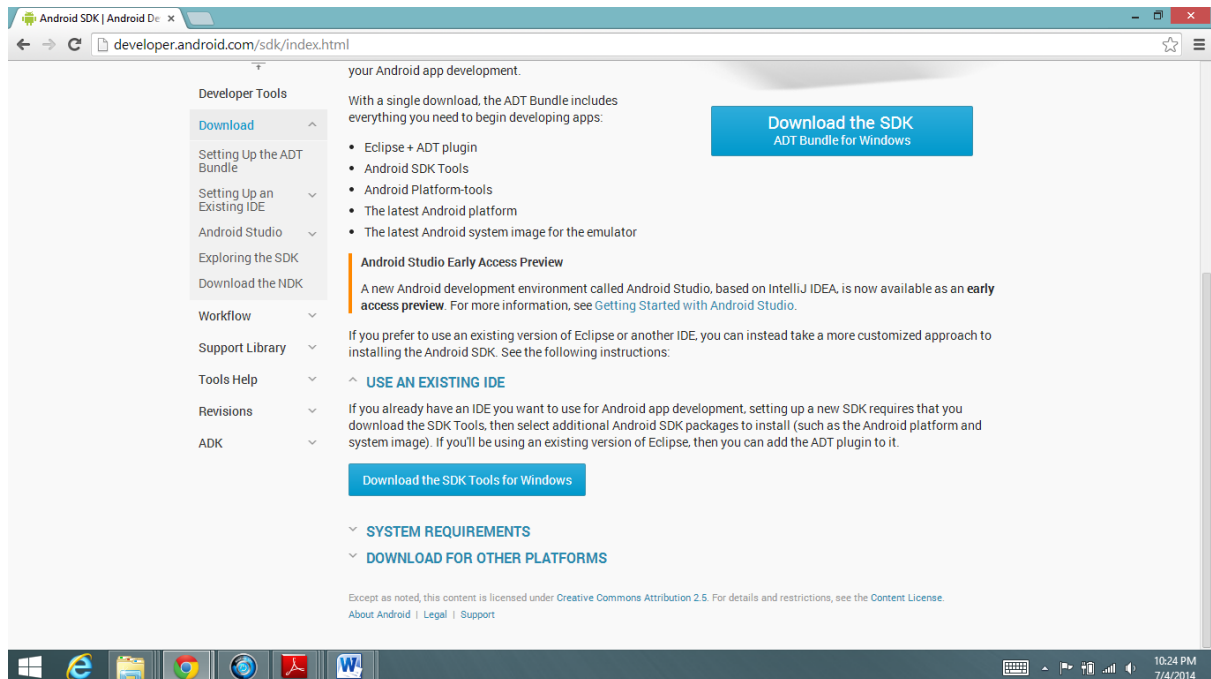 Android SDK | Android De
developer.android.com/sdk/index.html
Developer Tools
Download
Setting Up the ADT
Bundle
Setting Up an
Existing IDE
Android Studio
Exploring the SDK
Download the NDK
Workflow
Support Library
Tools Help
Revisions
ADK
your Android app development.
With a single download, the ADT Bundle includes
everything you need to begin developing apps:
• Eclipse + ADT plugin
• Android SDK Tools
• Android Platform-tools
• The latest Android platform
• The latest Android system image for the emulator
Download the SDK
ADT Bundle for Windows
Android Studio Early Access Preview
A new Android development environment called Android Studio, based on IntelliJ IDEA, is now available as an early
access preview. For more information, see Getting Started with Android Studio.
If you prefer to use an existing version of Eclipse or another IDE, you can instead take a more customized approach to
installing the Android SDK. See the following instructions:
USE AN EXISTING IDE
If you already have an IDE you want to use for Android app development, setting up a new SDK requires that you
download the SDK Tools, then select additional Android SDK packages to install (such as the Android platform and
system image). If you'll be using an existing version of Eclipse, then you can add the ADT plugin to it.
Download the SDK Tools for Windows
SYSTEM REQUIREMENTS
DOWNLOAD FOR OTHER PLATFORMS
Except as noted, this content is licensed under Creative Commons Attribution 2.5. For details and restrictions, see the Content License.
About Android | Legal | Support
10:24 PM
7/4/2014